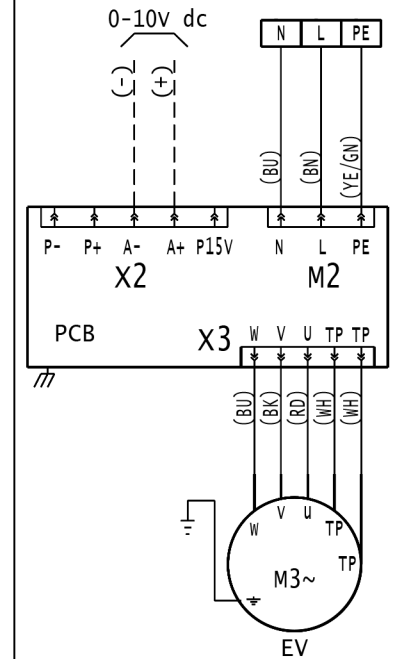 0-10V dc
N L PE
(-) (+)
(BU) (BN) (YE/GN)
P- P+ A- A+ P15V N L PE
X2 M2
PCB X3 W V U TP TP
(BU) (BK) (RD) (WH) (WH)
W V u TP
TP
M3~
EV